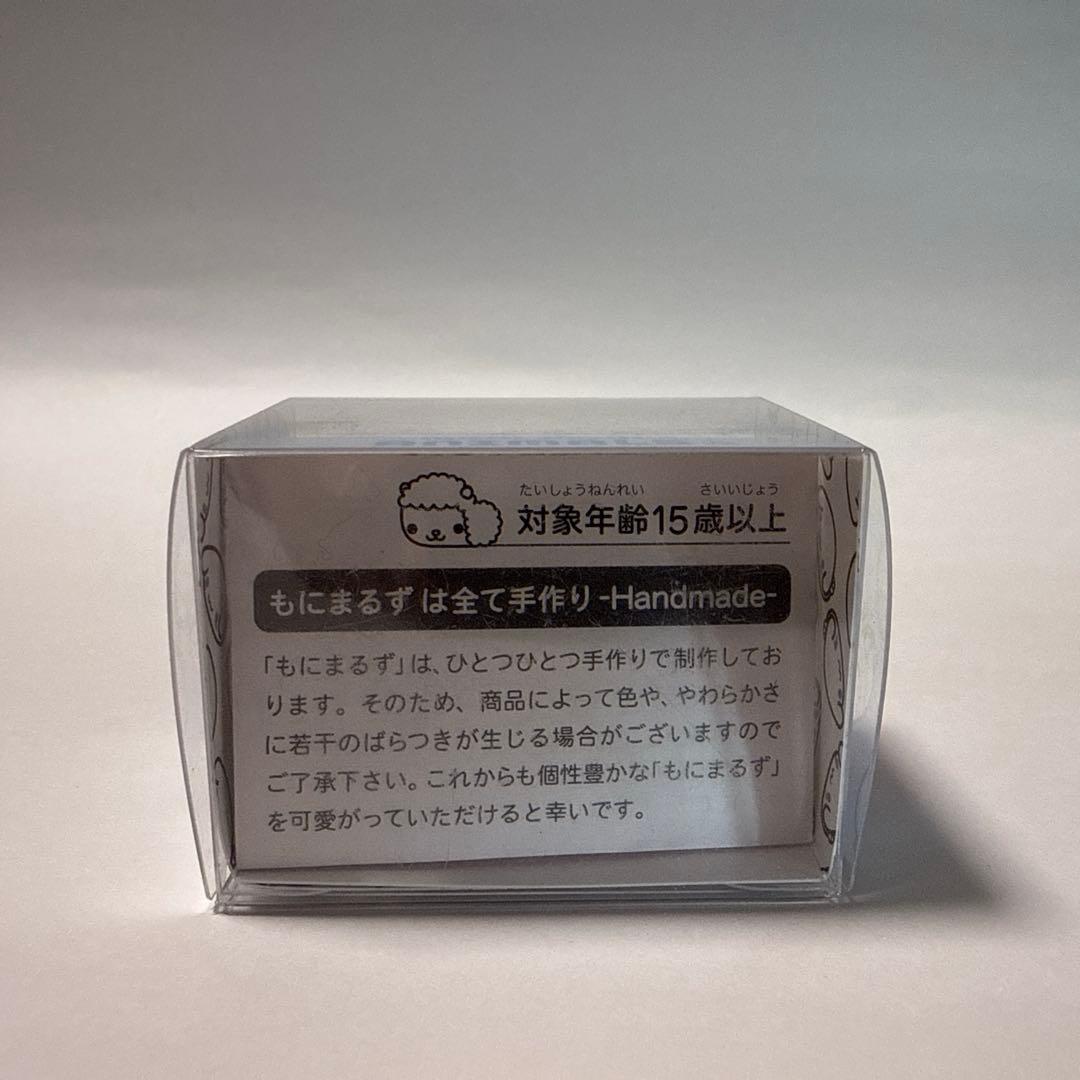 たいしょうねんれい さいいじょう
対象年齢15歳以上
もにまるず は全て手作り -Handmade-
「もにまるず」は、ひとつひとつ手作りで制作してお
ります。そのため、商品によって色や、やわらかさ
に若干のばらつきが生じる場合がございますので
ご了承下さい。これからも個性豊かな「もにまるず」
を可愛がっていただけると幸いです。